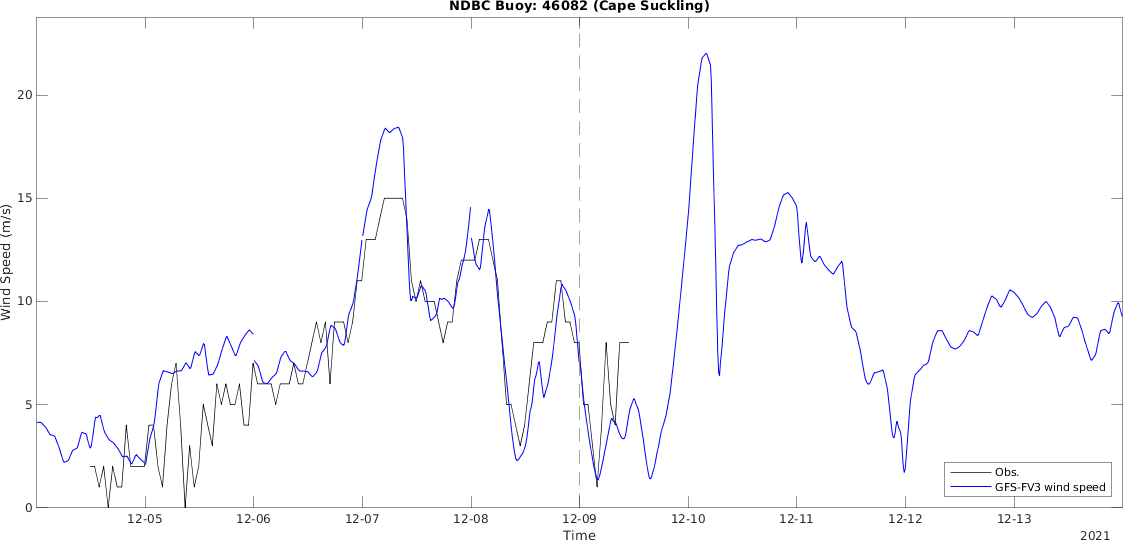 NDBC Buoy: 46082 (Cape Suckling)
Wind Speed (m/s)
20
15
10
5
0
12-05 12-06 12-07 12-08 12-09 12-10 12-11 12-12 12-13
Time
2021
Obs.
GFS-FV3 wind speed